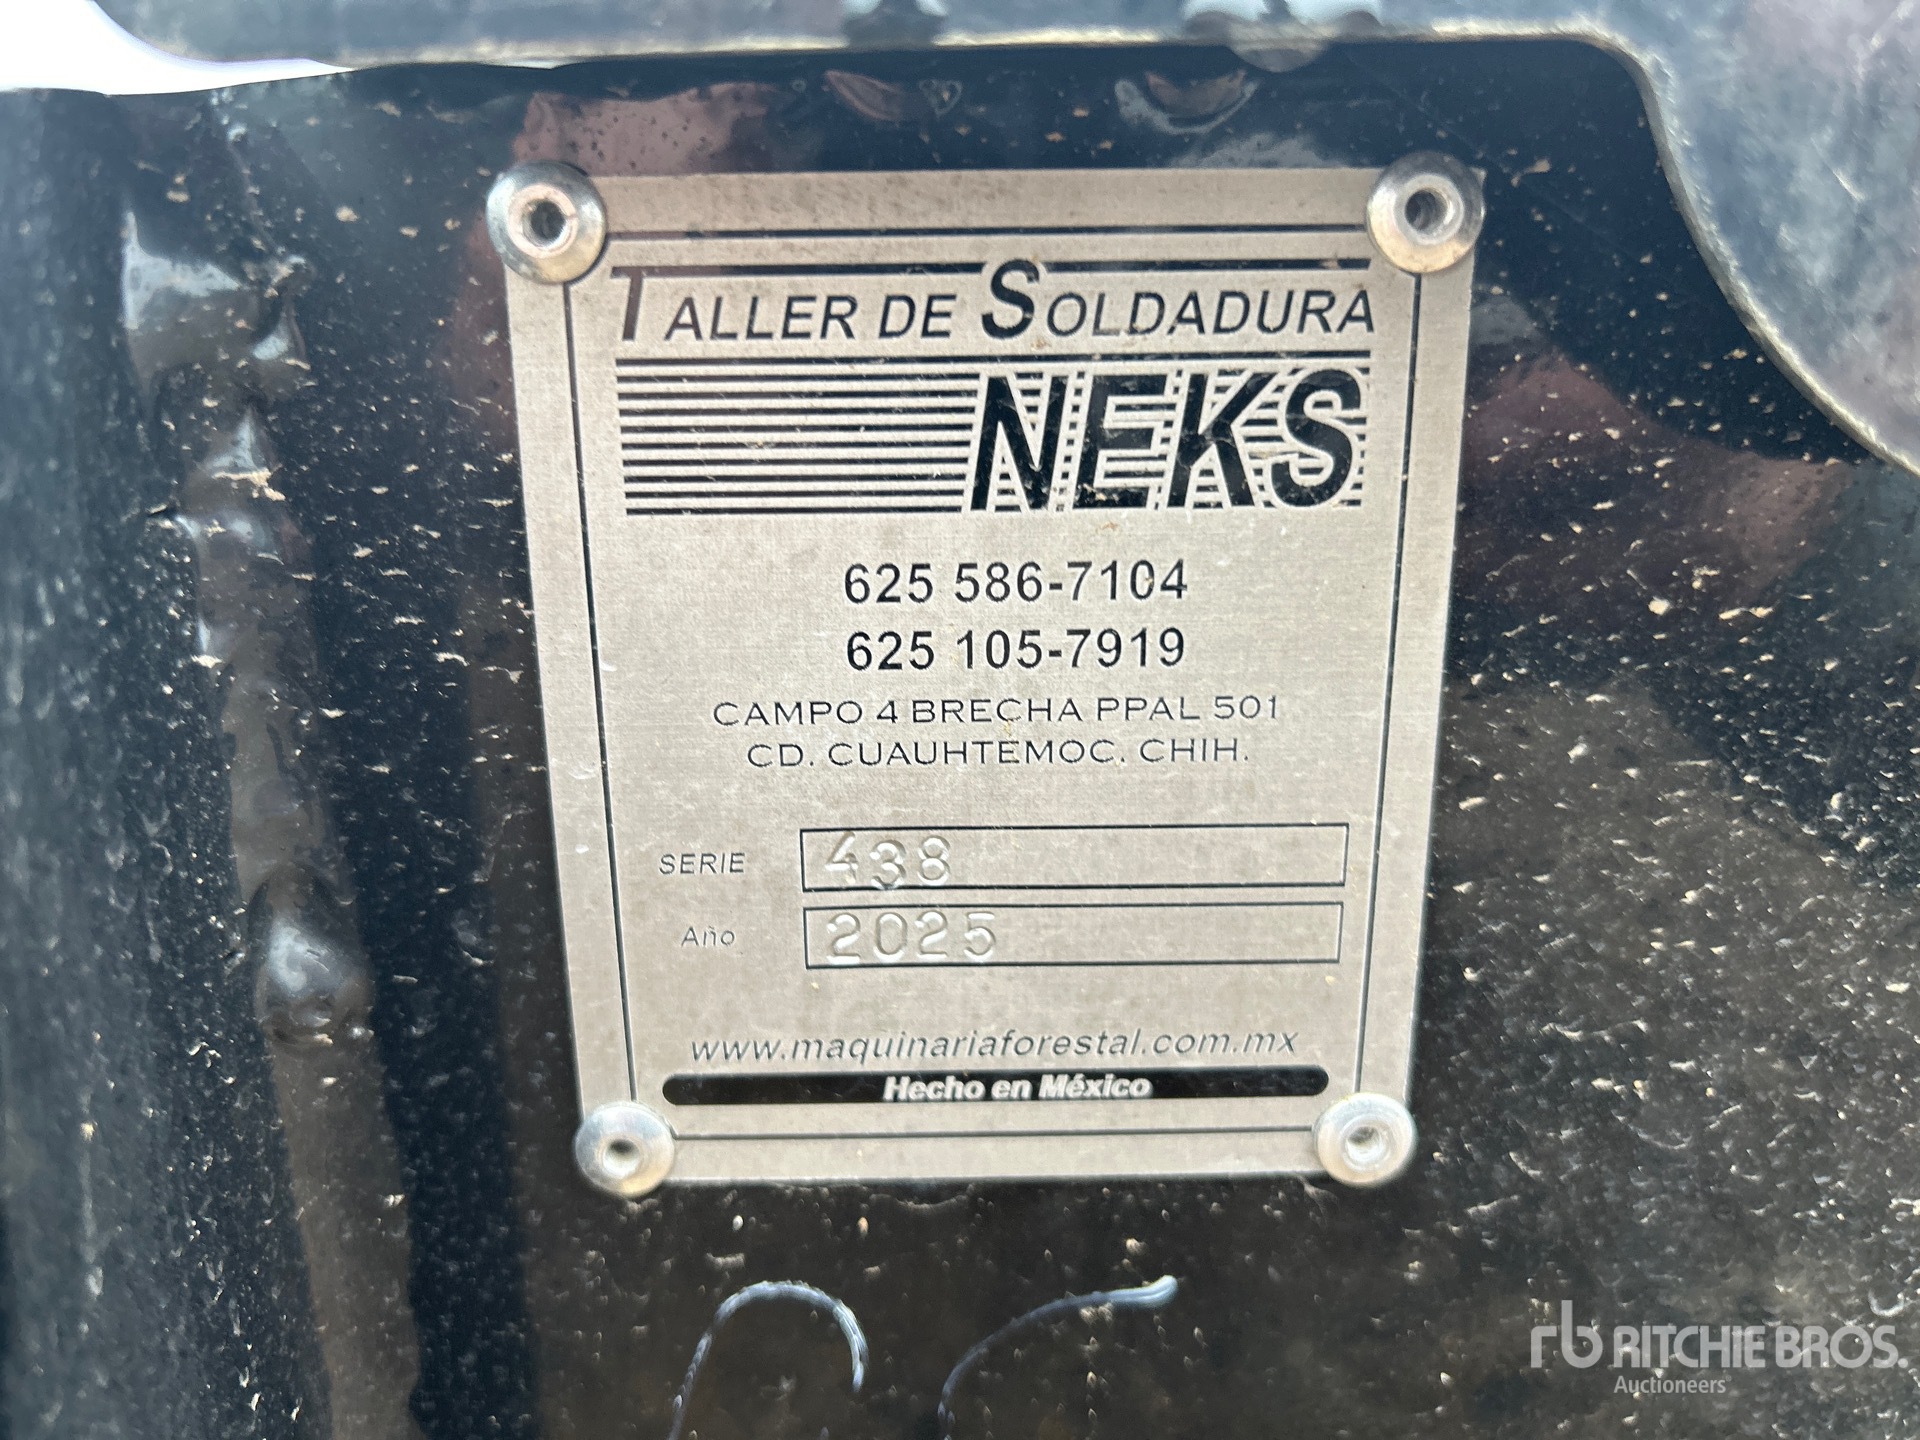 TALLER DE SOLDADURA
NEKS
625 586-7104
625 105-7919
CAMPO 4 BRECHA PPAL 501
CD. CUAUHTEMOC. CHIH.
SERIE 438
Año 2025
www.maquinariaforestal.com.mx
Hecho en México
rb RITCHIE BROS.
Auctioneers